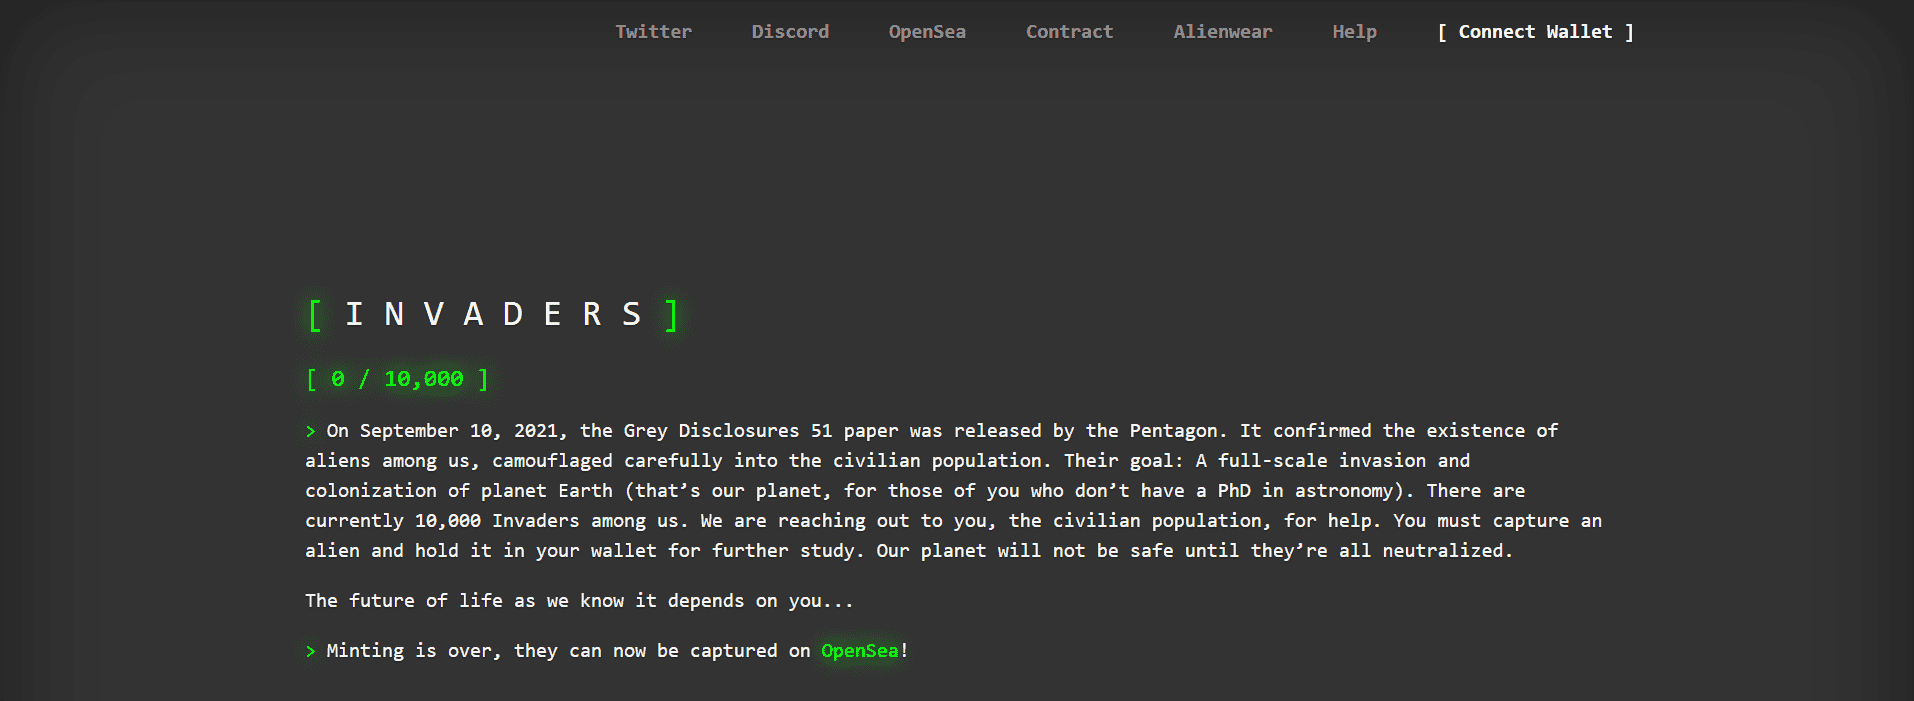 Twitter Discord OpenSea Contract Alienwear Help [ Connect Wallet ]
[ I N V A D E R S ]
[ 0 / 10,000 ]
> On September 10, 2021, the Grey Disclosures 51 paper was released by the Pentagon. It confirmed the existence of
aliens among us, camouflaged carefully into the civilian population. Their goal: A full-scale invasion and
colonization of planet Earth (that’s our planet, for those of you who don’t have a PhD in astronomy). There are
currently 10,000 Invaders among us. We are reaching out to you, the civilian population, for help. You must capture an
alien and hold it in your wallet for further study. Our planet will not be safe until they’re all neutralized.
The future of life as we know it depends on you...
> Minting is over, they can now be captured on OpenSea!